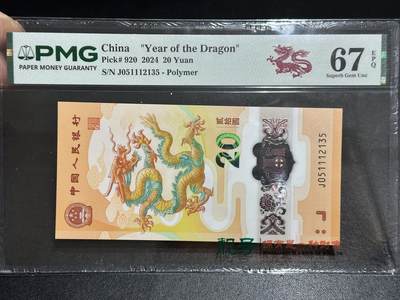 PMG
PAPER MONEY GUARANTY
China "Year of the Dragon"
Pick# 920 2024 20 Yuan
S/N J051112135 - Polymer
67
EPQ
Superb Gem Unc
中国人民银行
贰拾圆
20
J051112135